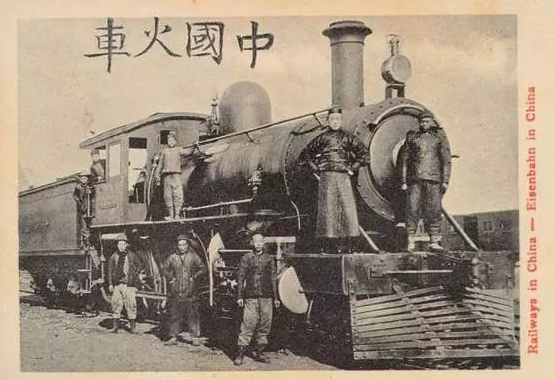 中國火車
Railways in China — Eisenbahn in China